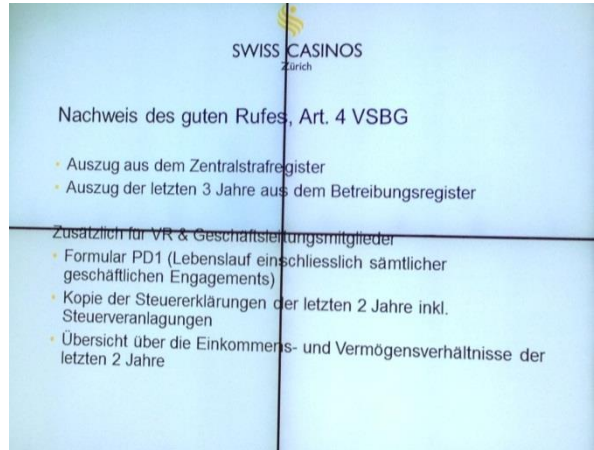 SWISS CASINOS
Zürich
Nachweis des guten Rufes, Art. 4 VSBG
Auszug aus dem Zentralstrafregister
Auszug der letzten 3 Jahre aus dem Betreibungsregister
Zusätzlich für VR & Geschäftsleitungsmitglieder
Formular PD1 (Lebenslauf einschliesslich sämtlicher
geschäftlichen Engagements)
Kopie der Steuererklärungen der letzten 2 Jahre inkl.
Steuerveranlagungen
Übersicht über die Einkommens- und Vermögensverhältnisse der
letzten 2 Jahre